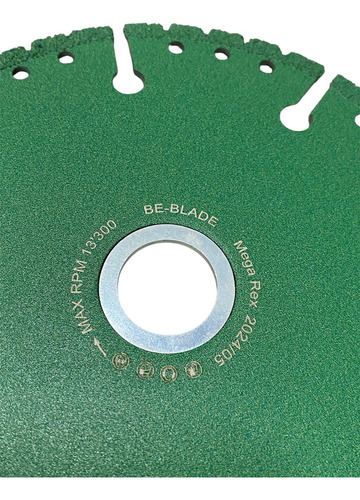 MAX RPM 13'300
BE-BLADE
Mega Rex 2024/05